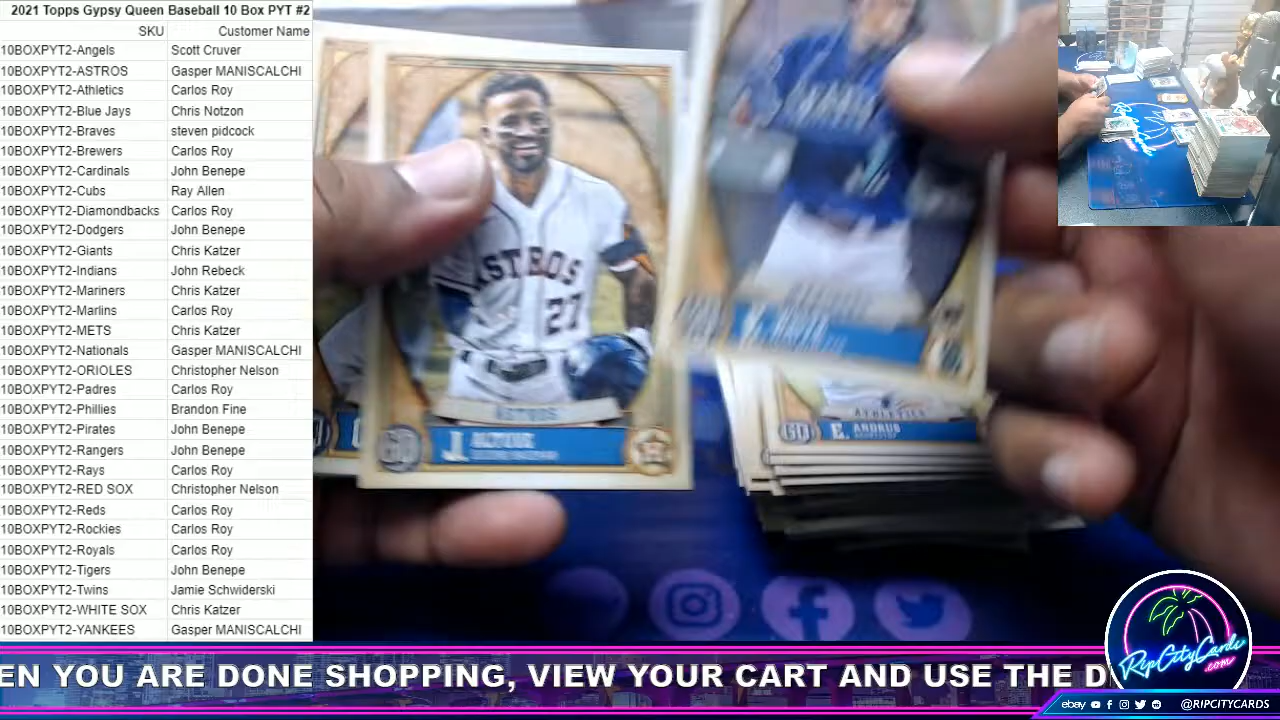 2021 Topps Gypsy Queen Baseball 10 Box PYT #2
SKU Customer Name
10BOXPYT2-Angels Scott Cruver
10BOXPYT2-ASTROS Gasper MANISCALCHI
10BOXPYT2-Athletics Carlos Roy
10BOXPYT2-Blue Jays Chris Notzon
10BOXPYT2-Braves steven pidcock
10BOXPYT2-Brewers Carlos Roy
10BOXPYT2-Cardinals John Benepe
10BOXPYT2-Cubs Ray Allen
10BOXPYT2-Diamondbacks Carlos Roy
10BOXPYT2-Dodgers John Benepe
10BOXPYT2-Giants Chris Katzer
10BOXPYT2-Indians John Rebeck
10BOXPYT2-Mariners Chris Katzer
10BOXPYT2-Marlins Carlos Roy
10BOXPYT2-METS Chris Katzer
10BOXPYT2-Nationals Gasper MANISCALCHI
10BOXPYT2-ORIOLES Christopher Nelson
10BOXPYT2-Padres Carlos Roy
10BOXPYT2-Phillies Brandon Fine
10BOXPYT2-Pirates John Benepe
10BOXPYT2-Rangers John Benepe
10BOXPYT2-Rays Carlos Roy
10BOXPYT2-RED SOX Christopher Nelson
10BOXPYT2-Reds Carlos Roy
10BOXPYT2-Rockies Carlos Roy
10BOXPYT2-Royals Carlos Roy
10BOXPYT2-Tigers John Benepe
10BOXPYT2-Twins Jamie Schwiderski
10BOXPYT2-WHITE SOX Chris Katzer
10BOXPYT2-YANKEES Gasper MANISCALCHI
ASTROS
27
ASTROS
GQ J. ALTUVE
ATHLETICS
GQ E. ANDRUS
SHORTSTOP
EN YOU ARE DONE SHOPPING, VIEW YOUR CART AND USE THE D
RipCityCards
.com
ebay @RIPCITYCARDS